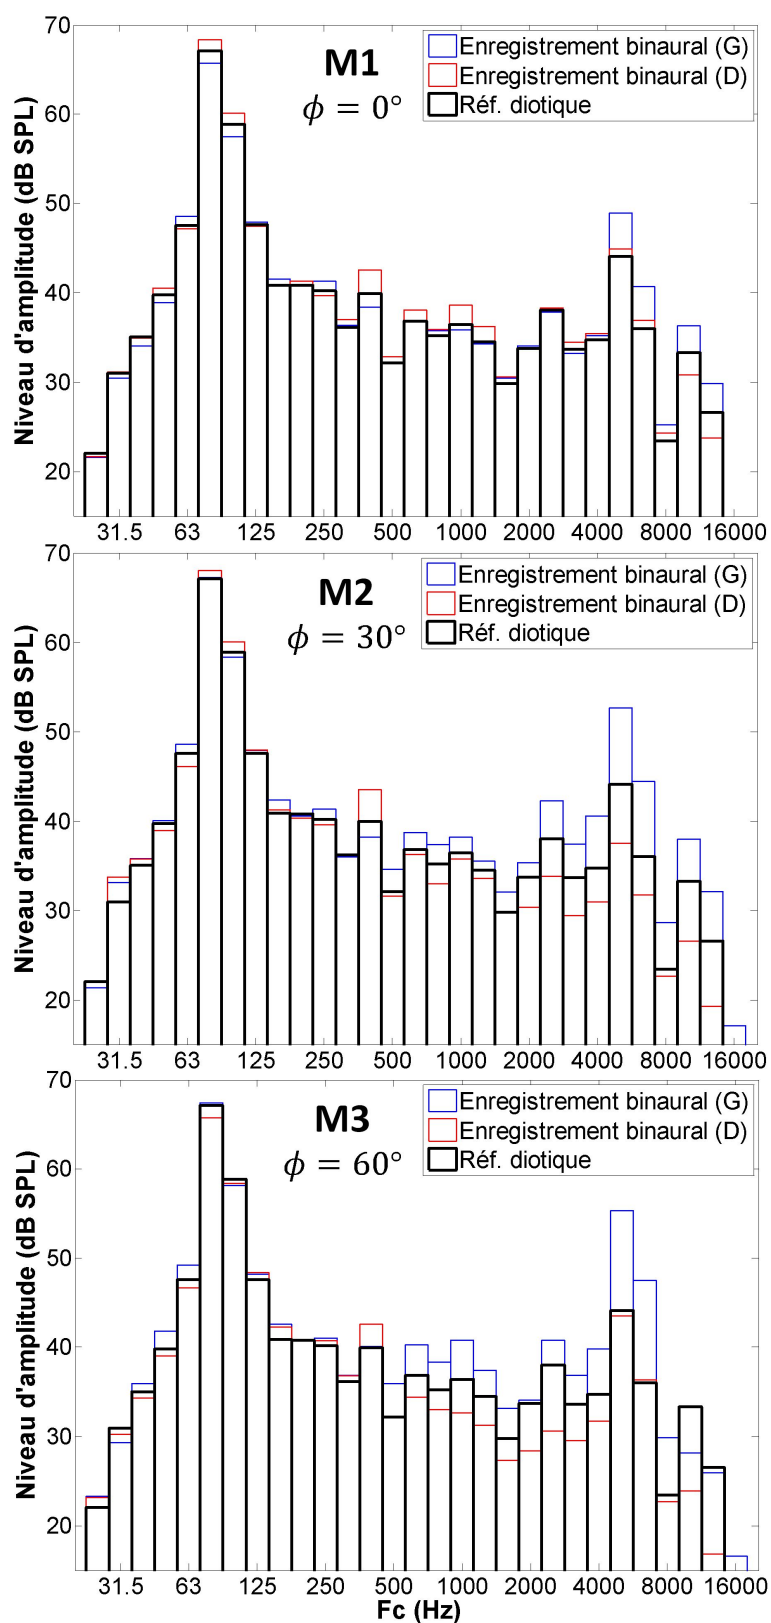 70
60
50
40
30
20
Niveau d'amplitude (dB SPL)
M1
ϕ = 0°
Enregistrement binaural (G)
Enregistrement binaural (D)
Réf. diotique
31.5 63 125 250 500 1000 2000 4000 8000 16000
70
60
50
40
30
20
Niveau d'amplitude (dB SPL)
M2
ϕ = 30°
Enregistrement binaural (G)
Enregistrement binaural (D)
Réf. diotique
31.5 63 125 250 500 1000 2000 4000 8000 16000
70
60
50
40
30
20
Niveau d'amplitude (dB SPL)
M3
ϕ = 60°
Enregistrement binaural (G)
Enregistrement binaural (D)
Réf. diotique
31.5 63 125 250 500 1000 2000 4000 8000 16000
Fc (Hz)